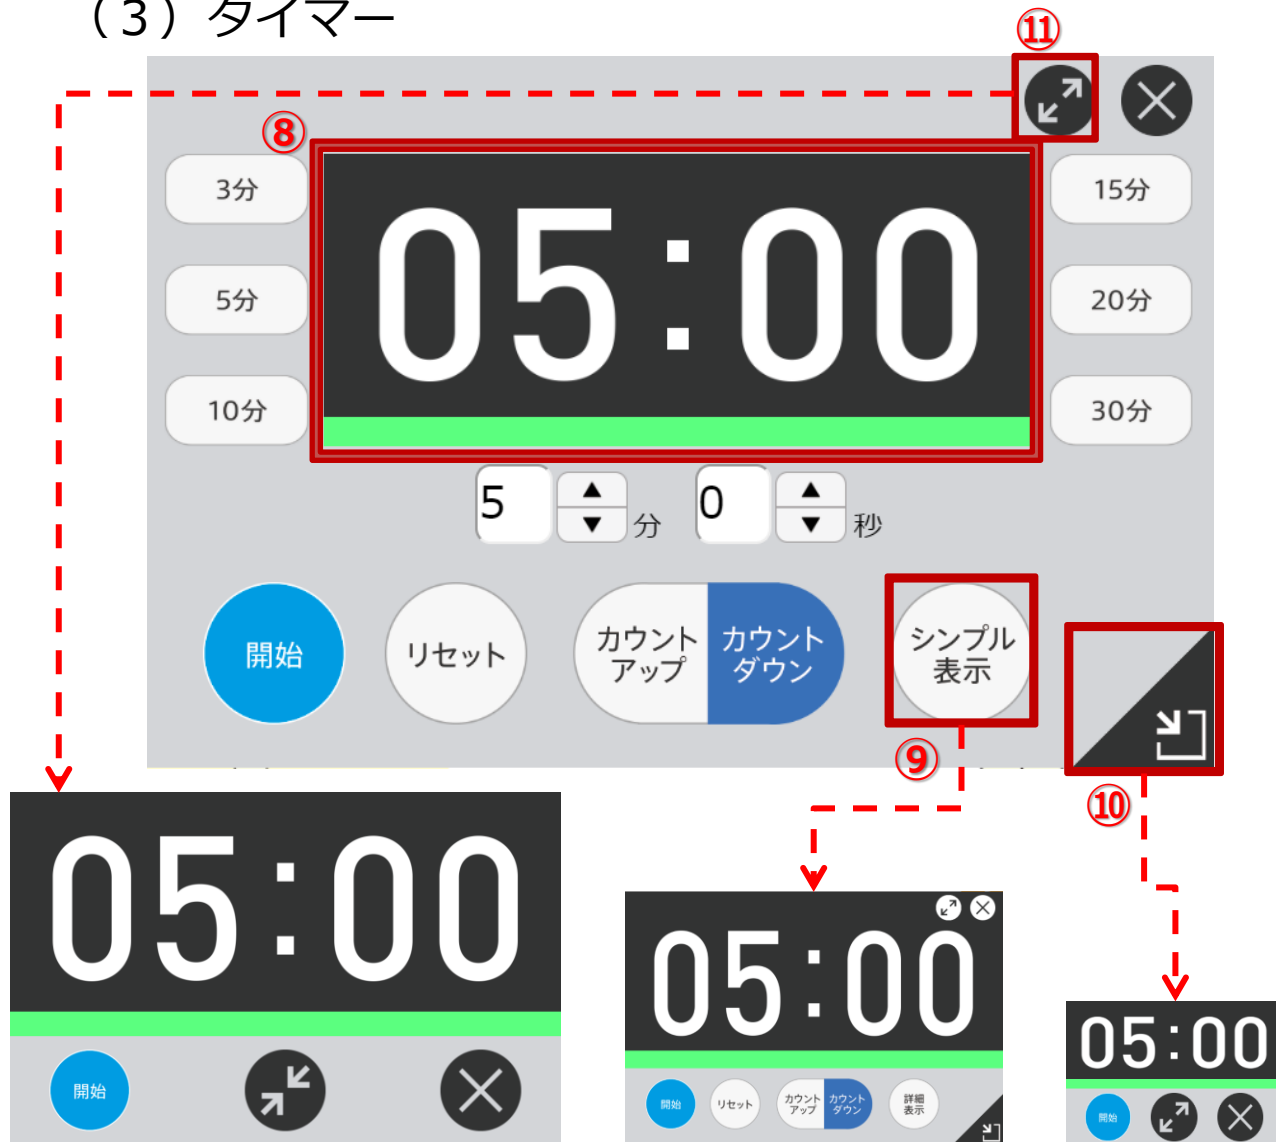 （3）タイマー
⑪
⑧
3分
15分
05:00
5分
20分
10分
30分
5 分 0 秒
開始
リセット
カウント
アップ
カウント
ダウン
シンプル
表示
⑨
⑩
05:00
開始
05:00
開始
リセット
カウント
アップ
カウント
ダウン
詳細
表示
05:00
開始